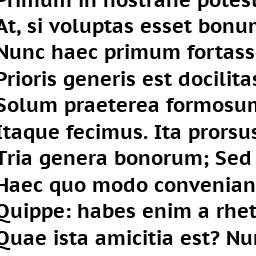 Primum in nostrane potest
At, si voluptas esset bonum
Nunc haec primum fortass
Prioris generis est docilitas
Solum praeterea formosum
Itaque fecimus. Ita prorsus
Tria genera bonorum; Sed
Haec quo modo convenian
Quippe: habes enim a rhet
Quae ista amicitia est? Nu